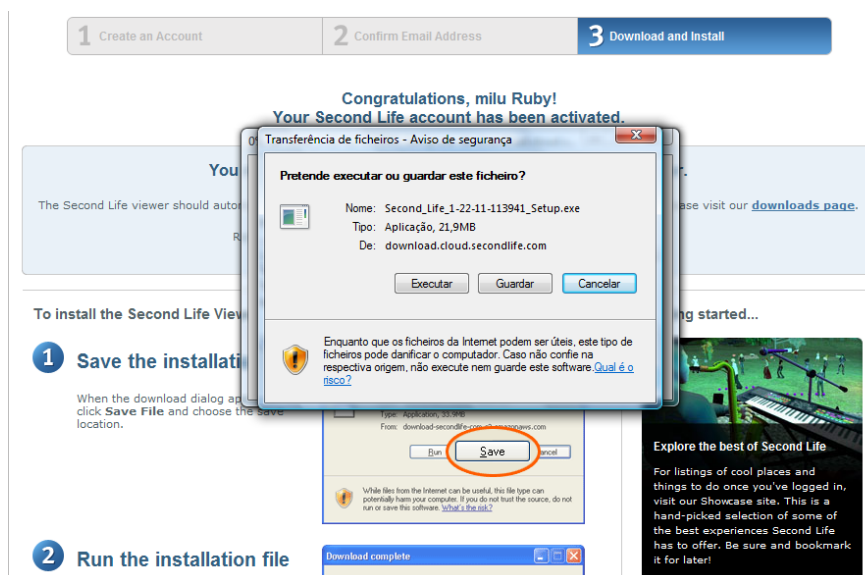 1 Create an Account
2 Confirm Email Address
3 Download and Install
Congratulations, milu Ruby!
Your Second Life account has been activated.
Transferência de ficheiros - Aviso de segurança
Pretende executar ou guardar este ficheiro?
Nome: Second_Life_1-22-11-113941_Setup.exe
Tipo: Aplicação, 21,9MB
De: download.cloud.secondlife.com
Executar Guardar Cancelar
Enquanto que os ficheiros da Internet podem ser úteis, este tipo de
ficheiros pode danificar o computador. Caso não confie na
respectiva origem, não execute nem guarde este software. Qual é o
risco?
You
The Second Life viewer should
visit our downloads page.
To install the Second Life
started...
1 Save the
When the download dialog
click Save File and choose the save
location.
Type: Application, 33.9MB
From:
Run Save
While files from the Internet can be useful, this file type can
potentially harm your computer. If you do not trust the source, do not
run or save this software. What's the risk?
2 Run the installation file
Download complete
Explore the best of Second Life
For listings of cool places and
things to do once you've logged in,
visit our Showcase site. This is a
hand-picked selection of some of
the best experiences Second Life
has to offer. Be sure and bookmark
it for later!